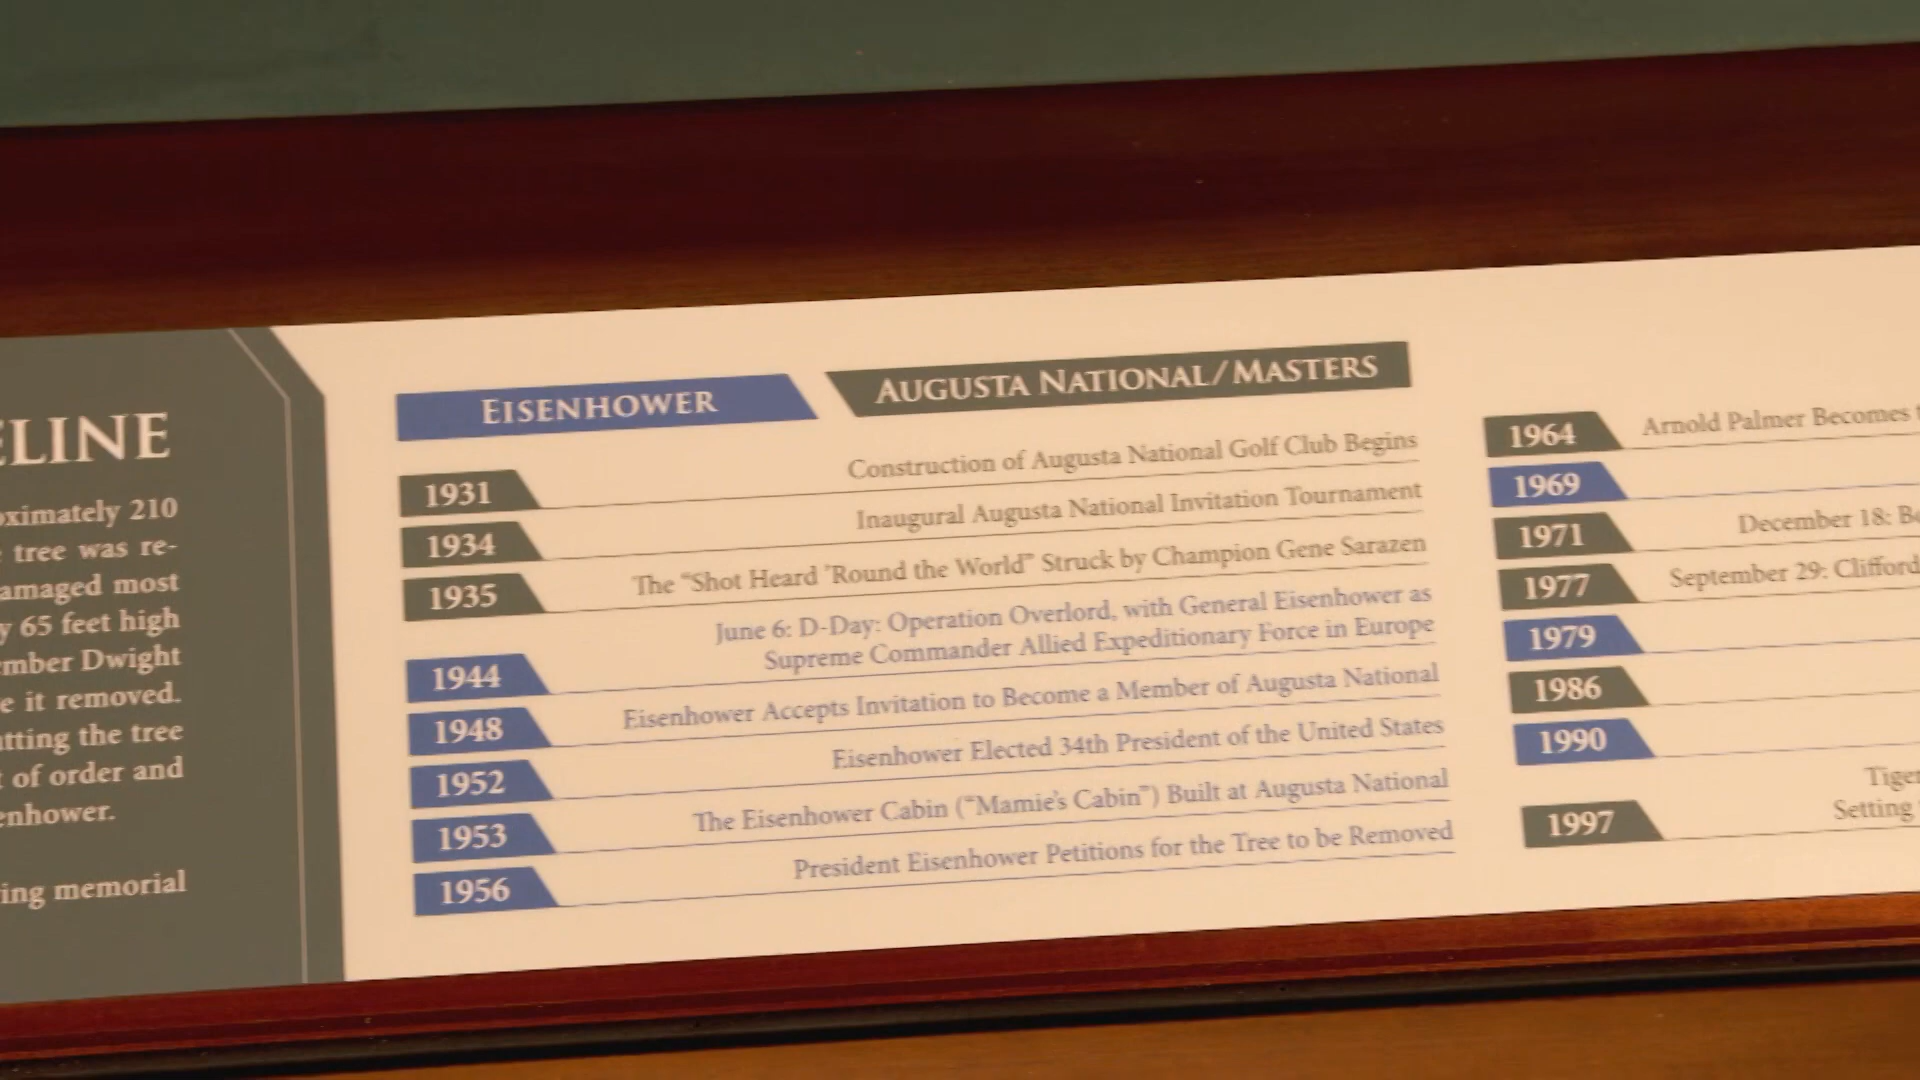 ELINE
oximately 210
tree was re-
amaged most
y 65 feet high
mber Dwight
e it removed.
tting the tree
of order and
enhower.
ing memorial
EISENHOWER
AUGUSTA NATIONAL/MASTERS
1931 Construction of Augusta National Golf Club Begins
1934 Inaugural Augusta National Invitation Tournament
1935 The “Shot Heard ’Round the World” Struck by Champion Gene Sarazen
June 6: D-Day: Operation Overlord, with General Eisenhower as
1944 Supreme Commander Allied Expeditionary Force in Europe
1948 Eisenhower Accepts Invitation to Become a Member of Augusta National
1952 Eisenhower Elected 34th President of the United States
1953 The Eisenhower Cabin (“Mamie’s Cabin”) Built at Augusta National
1956 President Eisenhower Petitions for the Tree to be Removed
1964 Arnold Palmer Becomes
1969
1971 December 18: Bo
1977 September 29: Clifford
1979
1986
1990
Tiger
1997 Setting